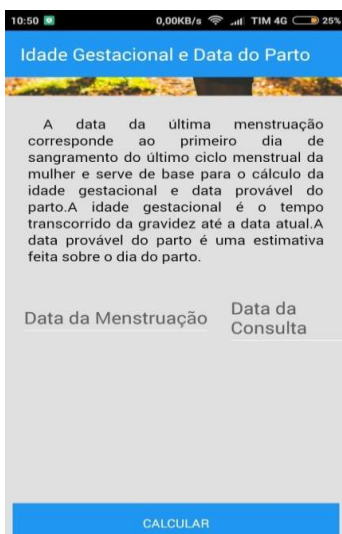 10:50 0,00KB/s TIM 4G 25%
Idade Gestacional e Data do Parto
A data da última menstruação
corresponde ao primeiro dia de
sangramento do último ciclo menstrual da
mulher e serve de base para o cálculo da
idade gestacional e data provável do
parto.A idade gestacional é o tempo
transcorrido da gravidez até a data atual.A
data provável do parto é uma estimativa
feita sobre o dia do parto.
Data da Menstruação
Data da
Consulta
CALCULAR